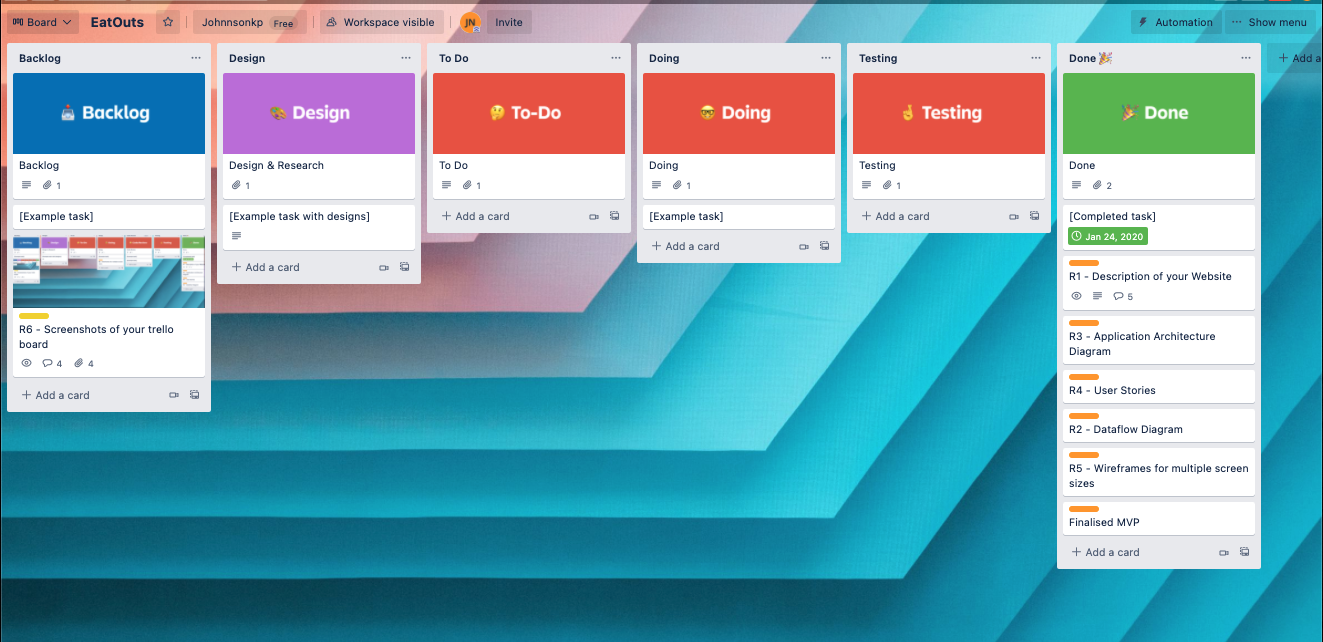 Board
EatOuts
Johnnsonkp Free
Workspace visible
JN
Invite
Automation
Show menu
Backlog
Backlog
Backlog
1
[Example task]
R6 - Screenshots of your trello
board
4
4
+ Add a card
Design
Design
Design & Research
1
[Example task with designs]
+ Add a card
To Do
To-Do
To Do
1
+ Add a card
Doing
Doing
Doing
1
[Example task]
+ Add a card
Testing
Testing
Testing
1
+ Add a card
Done
Done
Done
2
[Completed task]
Jan 24, 2020
R1 - Description of your Website
5
R3 - Application Architecture
Diagram
R4 - User Stories
R2 - Dataflow Diagram
R5 - Wireframes for multiple screen
sizes
Finalised MVP
+ Add a card
+ Add a